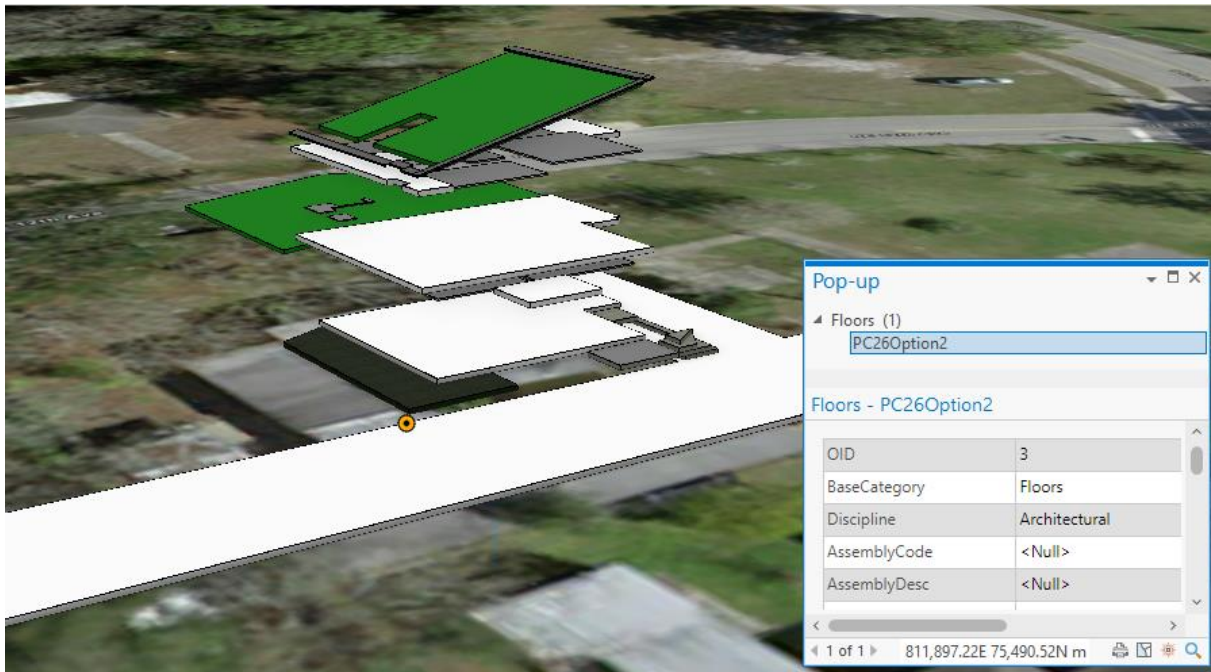 Pop-up
Floors (1)
PC26Option2
Floors - PC26Option2
OID 3
BaseCategory Floors
Discipline Architectural
AssemblyCode <Null>
AssemblyDesc <Null>
1 of 1 811,897.22E 75,490.52N m